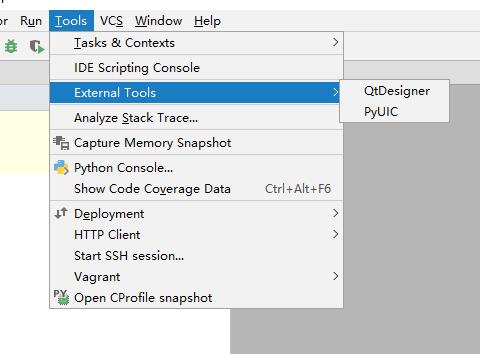 or Run Tools VCS Window Help
Tasks & Contexts
IDE Scripting Console
External Tools
QtDesigner
PyUIC
Analyze Stack Trace...
Capture Memory Snapshot
Python Console...
Show Code Coverage Data Ctrl+Alt+F6
Deployment
HTTP Client
Start SSH session...
Vagrant
PY Open CProfile snapshot